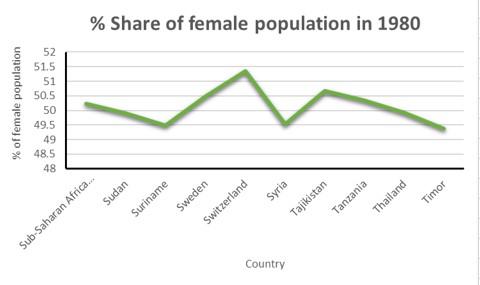 % Share of female population in 1980
% of female population
52
51.5
51
50.5
50
49.5
49
48.5
48
Sub-Saharan Africa...
Sudan
Suriname
Sweden
Switzerland
Syria
Tajikistan
Tanzania
Thailand
Timor
Country